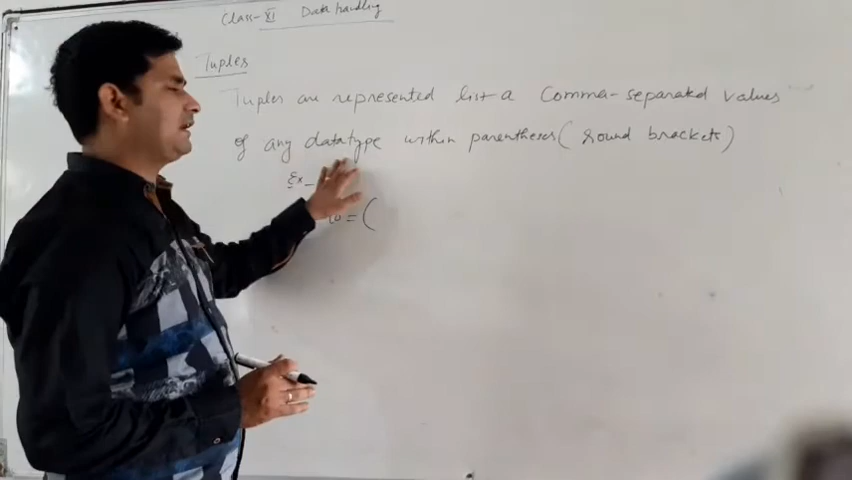 Class-XI Data handling
Tuples
Tuples are represented list a Comma-separated values
of any datatype within parentheses (round brackets)
Ex-
= (